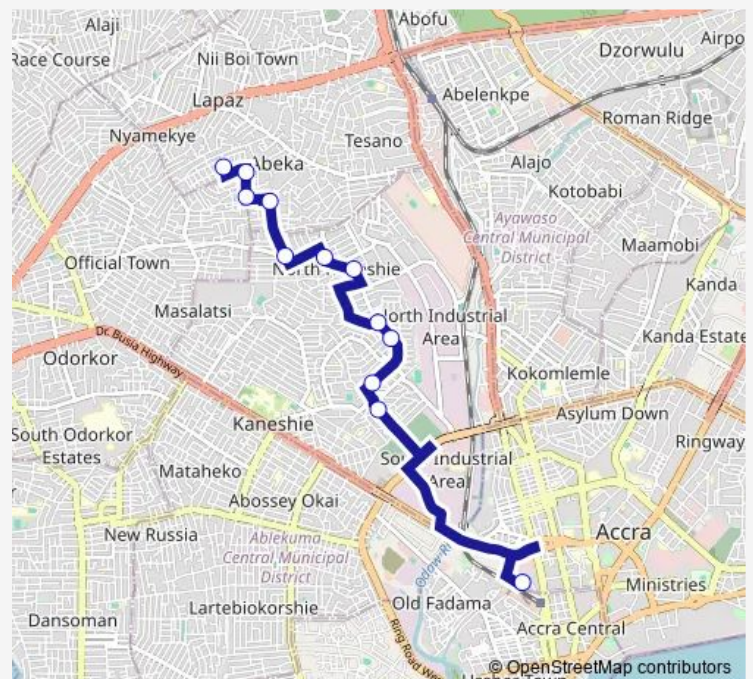 Alaji
Abofu
Race Course
Nii Boi Town
Dzorwulu
Airpo
Lapaz
Abelenkpe
Roman Ridge
Nyamekye
Tesano
Abeka
Alajo
Kotobabi
Ayawaso
Central Municipal
District
Maamobi
Official Town
Kanda
Masalatsi
North Industrial
Area
Dr. Busia Highway
Kanda Estate
Odorkor
Kokomlemle
Asylum Down
Kaneshie
South Odorkor
Estates
Ringway
Industrial
Area
Mataheko
Abossey Okai
New Russia
Accra
Ablekuma
Central Municipal
District
Ministries
Lartebiokorshie
Old Fadama
Dansoman
Accra Central
Ring Road We
© OpenStreetMap contributors